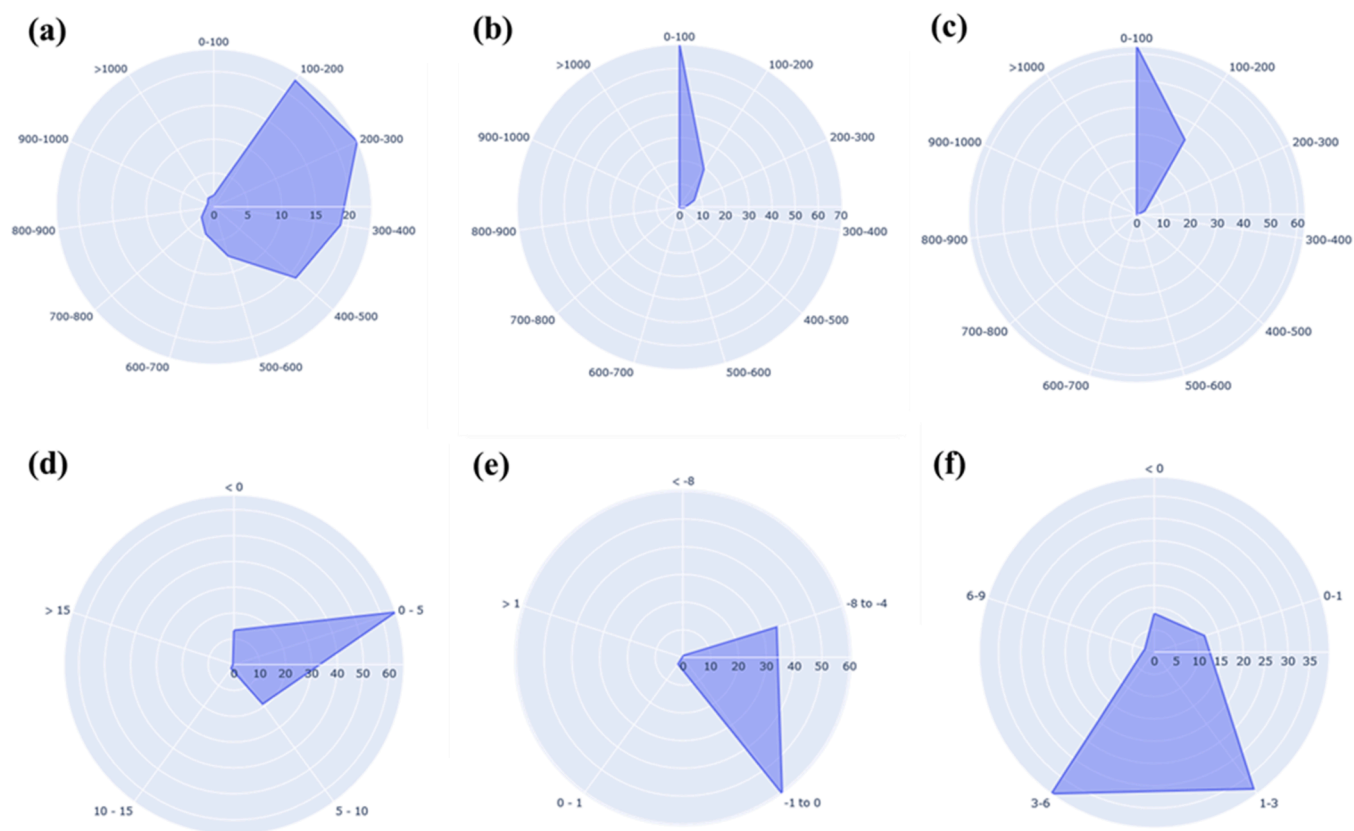 (a)
0-100
100-200
200-300
300-400
400-500
500-600
600-700
700-800
800-900
900-1000
>1000
0 5 10 15 20
(b)
0-100
100-200
200-300
300-400
400-500
500-600
600-700
700-800
800-900
900-1000
>1000
0 10 20 30 40 50 60 70
(c)
0-100
100-200
200-300
300-400
400-500
500-600
600-700
700-800
800-900
900-1000
>1000
0 10 20 30 40 50 60
(d)
< 0
0 - 5
5 - 10
10 - 15
> 15
0 10 20 30 40 50 60
(e)
< -8
-8 to -4
-1 to 0
0 - 1
> 1
0 10 20 30 40 50 60
(f)
< 0
0-1
1-3
3-6
6-9
0 5 10 15 20 25 30 35